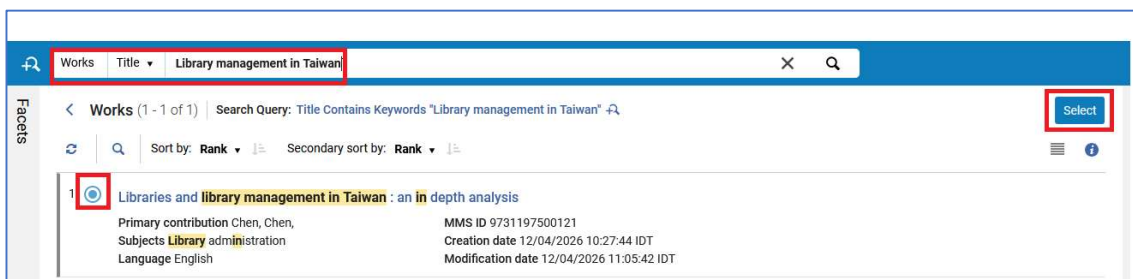 Works Title Library management in Taiwan
Facets
Works (1 - 1 of 1) Search Query: Title Contains Keywords "Library management in Taiwan" Select
Sort by: Rank Secondary sort by: Rank
1 Libraries and library management in Taiwan : an in depth analysis
Primary contribution Chen, Chen, MMS ID 9731197500121
Subjects Library administration Creation date 12/04/2026 10:27:44 IDT
Language English Modification date 12/04/2026 11:05:42 IDT